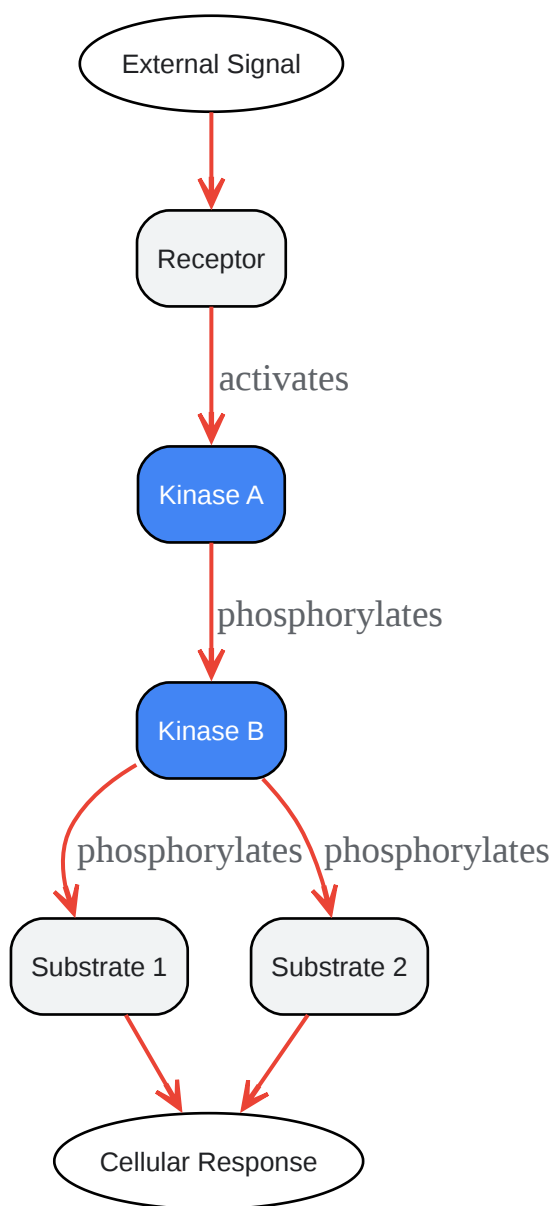 External Signal
Receptor
activates
Kinase A
phosphorylates
Kinase B
phosphorylates phosphorylates
Substrate 1 Substrate 2
Cellular Response